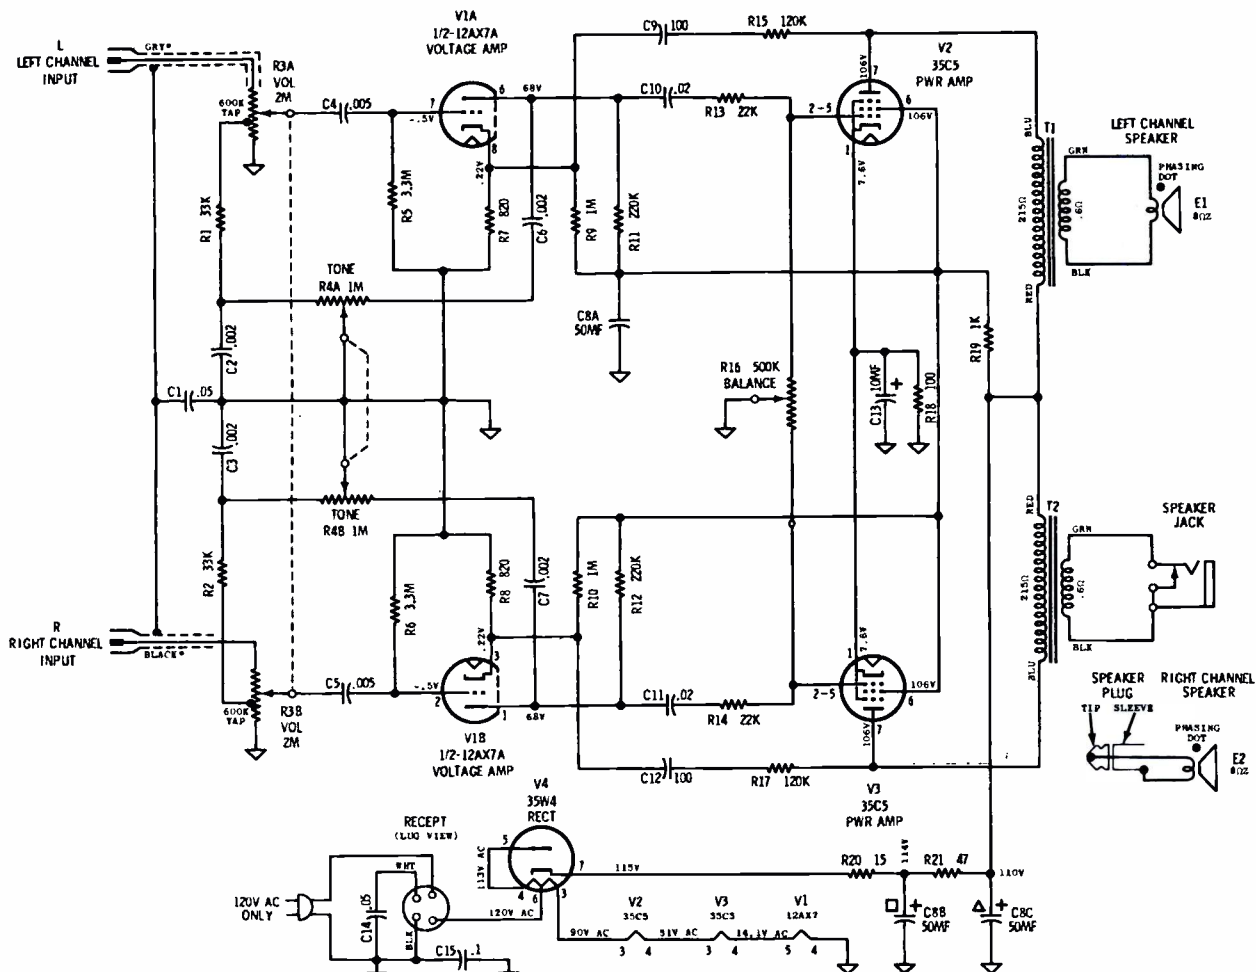 L
LEFT CHANNEL
INPUT
GRY*
R3A
VOL
2M
600K
TAP
C4 .005
V1A
1/2-12AX7A
VOLTAGE AMP
7
-.5V
6
68V
8
.22V
C9 100
R15 120K
C10 .02
R13 22K
106V
7
V2
35C5
PWR AMP
2-5
6
106V
1
7.6V
R1 33K
R5 3.3M
R7 820
C6 .002
R9 1M
R11 220K
BLU
T1
GRN
215Ω
.6Ω
BLK
RED
LEFT CHANNEL
SPEAKER
PHASING
DOT
E1
8ΩZ
TONE
R4A 1M
C8A
50MF
C2 .002
C1 .05
C3 .002
R16 500K
BALANCE
C13 10MF
+
R18 100
R19 1K
TONE
R4B 1M
R2 33K
R6 3.3M
R8 820
C7 .002
R10 1M
R12 220K
RED
T2
GRN
215Ω
.6Ω
BLK
BLU
SPEAKER
JACK
R
RIGHT CHANNEL
INPUT
BLACK*
600K
TAP
R3B
VOL
2M
C5 .005
-.5V
2
.22V
3
1
68V
V1B
1/2-12AX7A
VOLTAGE AMP
C11 .02
R14 22K
C12 100
R17 120K
1
7.6V
2-5
106V
6
106V
7
V3
35C5
PWR AMP
SPEAKER
PLUG
TIP SLEEVE
RIGHT CHANNEL
SPEAKER
PHASING
DOT
E2
8ΩZ
V4
35W4
RECT
5
113V AC
4
6
3
7
115V
R20 15
114V
R21 47
110V
C8B
50MF
+
C8C
50MF
+
RECEPT
(LUG VIEW)
WHT
120V AC
ONLY
C14 .05
BLK
C15 .1
120V AC
90V AC
V2
35C5
3 4
51V AC
V3
35C5
3 4
14.1V AC
V1
12AX7
5 4